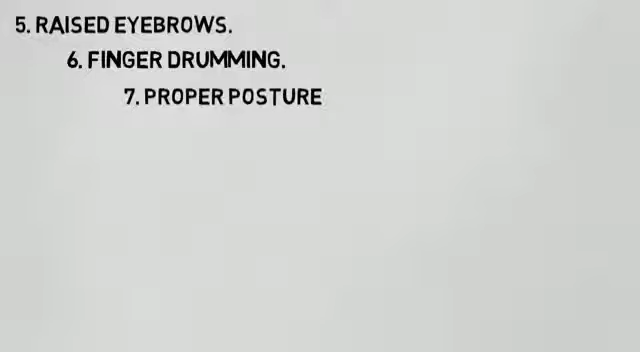 5. RAISED EYEBROWS.
6. FINGER DRUMMING.
7. PROPER POSTURE